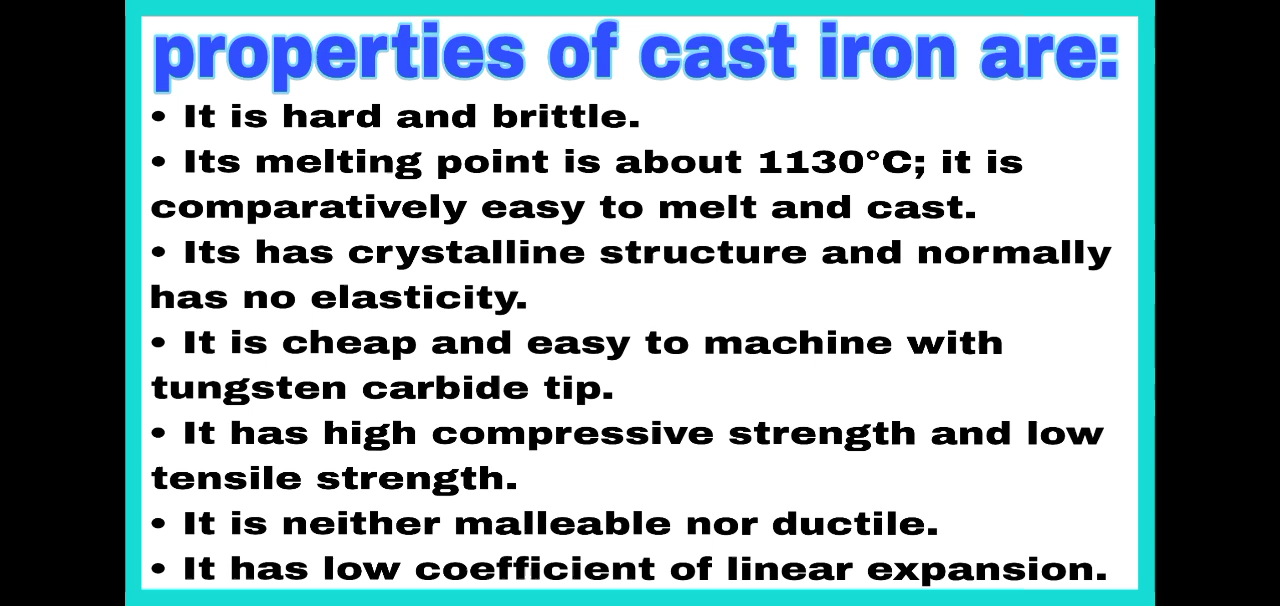 properties of cast iron are:
• It is hard and brittle.
• Its melting point is about 1130°C; it is
comparatively easy to melt and cast.
• Its has crystalline structure and normally
has no elasticity.
• It is cheap and easy to machine with
tungsten carbide tip.
• It has high compressive strength and low
tensile strength.
• It is neither malleable nor ductile.
• It has low coefficient of linear expansion.